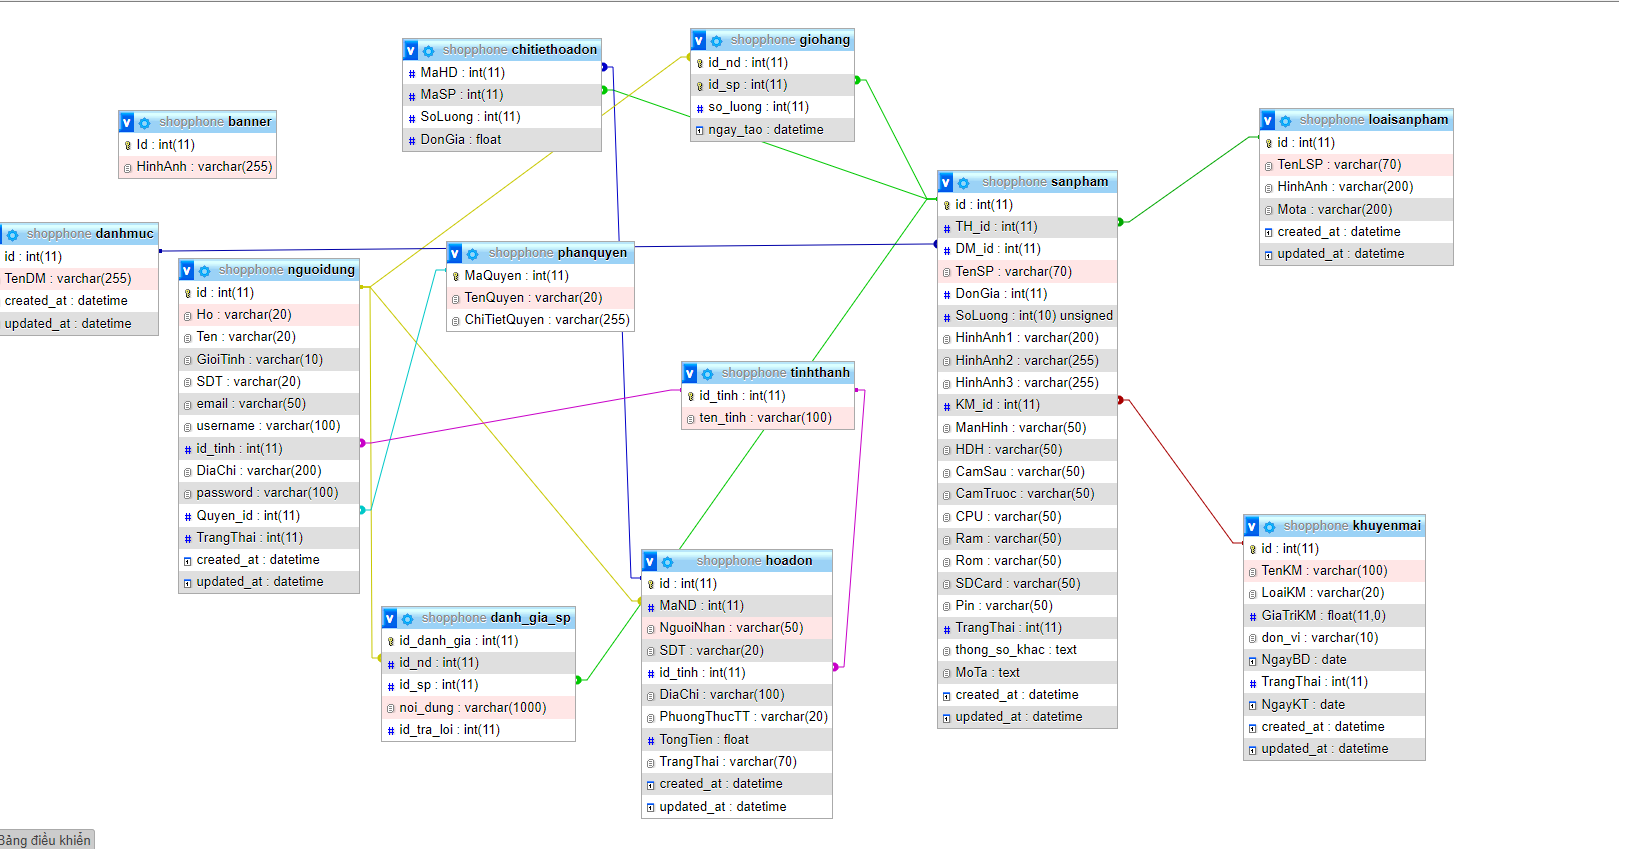 shopphone chitiethoadon
MaHD : int(11)
MaSP : int(11)
SoLuong : int(11)
DonGia : float
shopphone giohang
id_nd : int(11)
id_sp : int(11)
so_luong : int(11)
ngay_tao : datetime
shopphone banner
Id : int(11)
HinhAnh : varchar(255)
shopphone loaisanpham
id : int(11)
TenLSP : varchar(70)
HinhAnh : varchar(200)
Mota : varchar(200)
created_at : datetime
updated_at : datetime
shopphone danhmuc
id : int(11)
TenDM : varchar(255)
created_at : datetime
updated_at : datetime
shopphone nguoidung
id : int(11)
Ho : varchar(20)
Ten : varchar(20)
GioiTinh : varchar(10)
SDT : varchar(20)
email : varchar(50)
username : varchar(100)
id_tinh : int(11)
DiaChi : varchar(200)
password : varchar(100)
Quyen_id : int(11)
TrangThai : int(11)
created_at : datetime
updated_at : datetime
shopphone phanquyen
MaQuyen : int(11)
TenQuyen : varchar(20)
ChiTietQuyen : varchar(255)
shopphone sanpham
id : int(11)
TH_id : int(11)
DM_id : int(11)
TenSP : varchar(70)
DonGia : int(11)
SoLuong : int(10) unsigned
HinhAnh1 : varchar(200)
HinhAnh2 : varchar(255)
HinhAnh3 : varchar(255)
KM_id : int(11)
ManHinh : varchar(50)
HDH : varchar(50)
CamSau : varchar(50)
CamTruoc : varchar(50)
CPU : varchar(50)
Ram : varchar(50)
Rom : varchar(50)
SDCard : varchar(50)
Pin : varchar(50)
TrangThai : int(11)
thong_so_khac : text
MoTa : text
created_at : datetime
updated_at : datetime
shopphone tinhthanh
id_tinh : int(11)
ten_tinh : varchar(100)
shopphone khuyenmai
id : int(11)
TenKM : varchar(100)
LoaiKM : varchar(20)
GiaTriKM : float(11,0)
don_vi : varchar(10)
NgayBD : date
TrangThai : int(11)
NgayKT : date
created_at : datetime
updated_at : datetime
shopphone hoadon
id : int(11)
MaND : int(11)
NguoiNhan : varchar(50)
SDT : varchar(20)
id_tinh : int(11)
DiaChi : varchar(100)
PhuongThucTT : varchar(20)
TongTien : float
TrangThai : varchar(70)
created_at : datetime
updated_at : datetime
shopphone danh_gia_sp
id_danh_gia : int(11)
id_nd : int(11)
id_sp : int(11)
noi_dung : varchar(1000)
id_tra_loi : int(11)
Bảng điều khiển